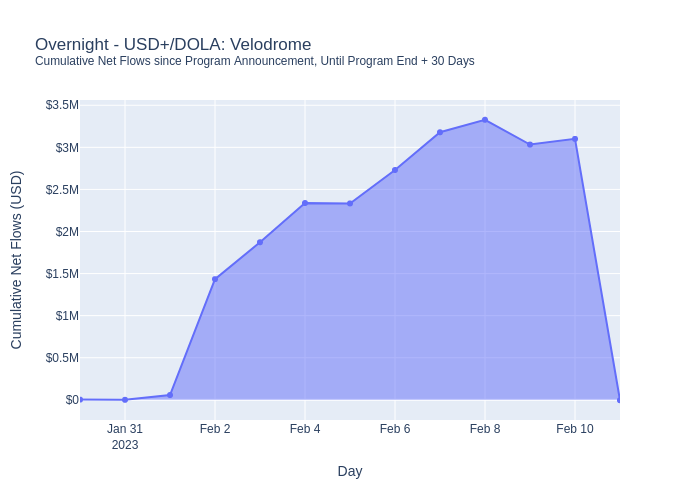 Overnight - USD+/DOLA: Velodrome
Cumulative Net Flows since Program Announcement, Until Program End + 30 Days
Cumulative Net Flows (USD)
$3.5M
$3M
$2.5M
$2M
$1.5M
$1M
$0.5M
$0
Jan 31
2023
Feb 2
Feb 4
Feb 6
Feb 8
Feb 10
Day